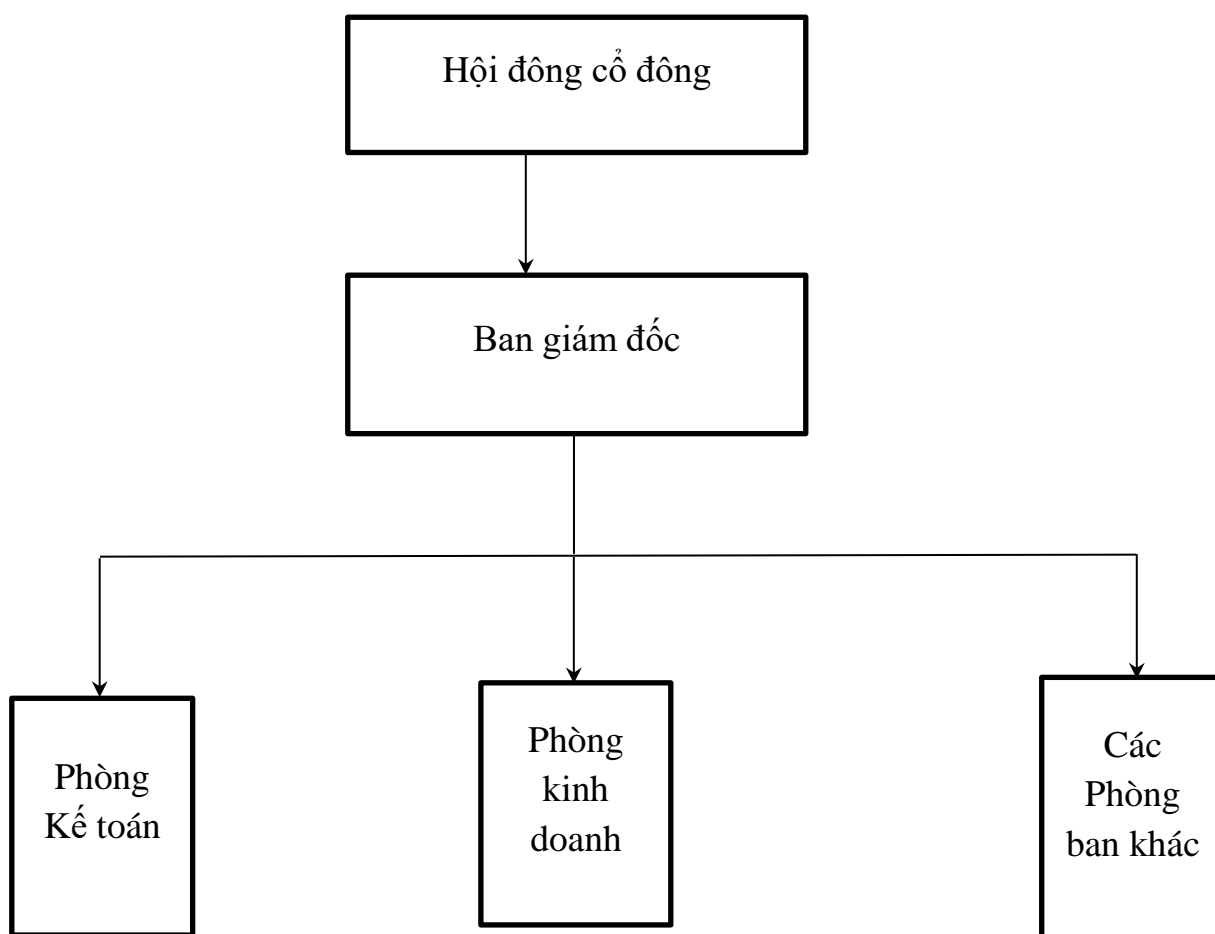 Hội đông cổ đông
Ban giám đốc
Phòng
Kế toán
Phòng
kinh
doanh
Các
Phòng
ban khác